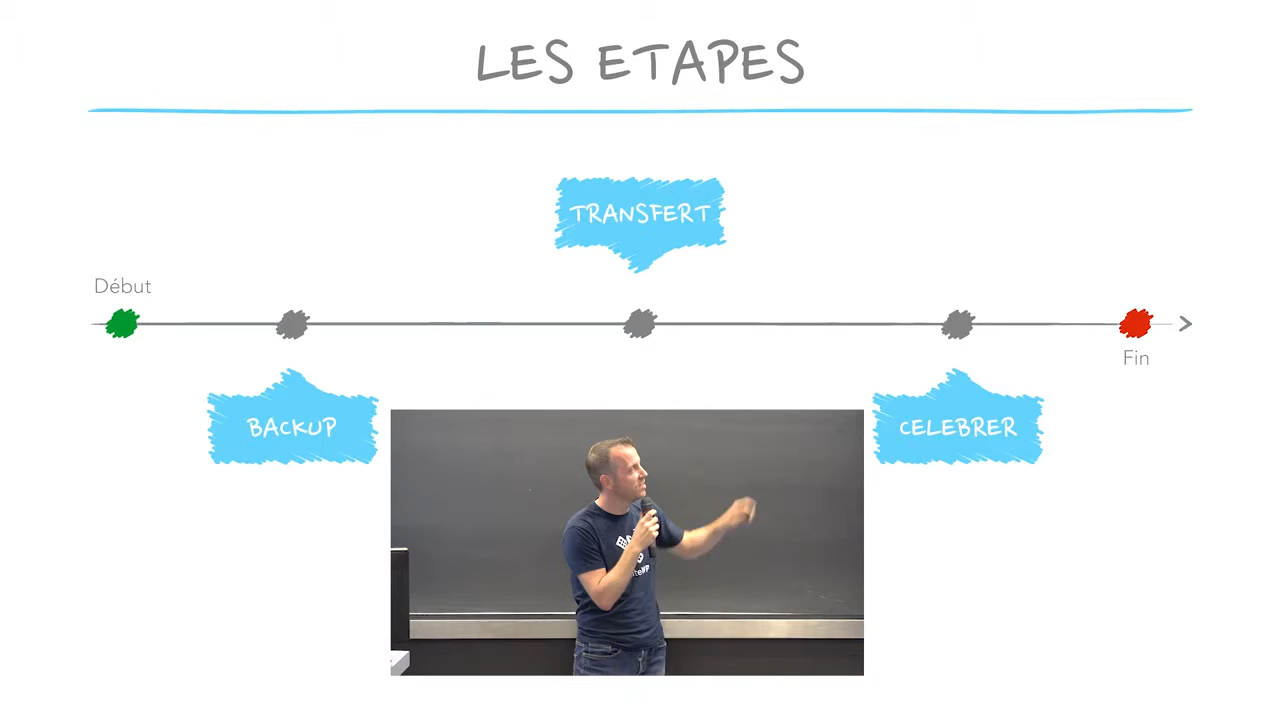 LES ETAPES
TRANSFERT
Début
Fin
BACKUP
CELEBRER